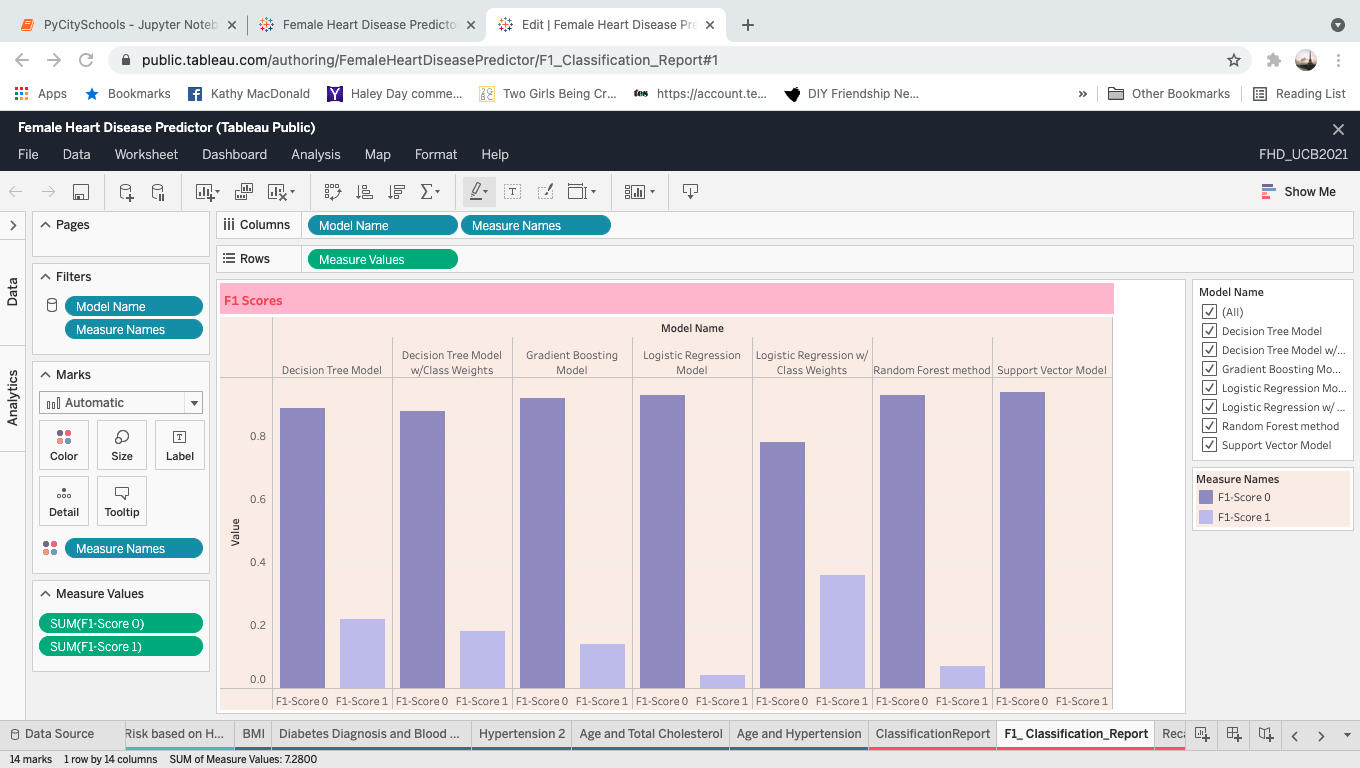 PyCitySchools - Jupyter Noteb
Female Heart Disease Predicto
Edit | Female Heart Disease Pre
public.tableau.com/authoring/FemaleHeartDiseasePredictor/F1_Classification_Report#1
Apps Bookmarks Kathy MacDonald Haley Day comme... Two Girls Being Cr... tes https://account.te... DIY Friendship Ne... » Other Bookmarks Reading List
Female Heart Disease Predictor (Tableau Public)
File Data Worksheet Dashboard Analysis Map Format Help FHD_UCB2021
Show Me
Data
Analytics
Pages
Columns Model Name Measure Names
Rows Measure Values
Filters
Model Name
Measure Names
Marks
Automatic
Color Size Label
Detail Tooltip
Measure Names
Measure Values
SUM(F1-Score 0)
SUM(F1-Score 1)
F1 Scores
Model Name
Decision Tree Model
Decision Tree Model
w/Class Weights
Gradient Boosting
Model
Logistic Regression
Model
Logistic Regression w/
Class Weights
Random Forest method
Support Vector Model
Value
0.8
0.6
0.4
0.2
0.0
F1-Score 0 F1-Score 1 F1-Score 0 F1-Score 1 F1-Score 0 F1-Score 1 F1-Score 0 F1-Score 1 F1-Score 0 F1-Score 1 F1-Score 0 F1-Score 1 F1-Score 0 F1-Score 1
Model Name
(All)
Decision Tree Model
Decision Tree Model w/...
Gradient Boosting Mo...
Logistic Regression Mo...
Logistic Regression w/ ...
Random Forest method
Support Vector Model
Measure Names
F1-Score 0
F1-Score 1
Data Source Risk based on H... BMI Diabetes Diagnosis and Blood ... Hypertension 2 Age and Total Cholesterol Age and Hypertension ClassificationReport F1_ Classification_Report Reca
14 marks 1 row by 14 columns SUM of Measure Values: 7.2800